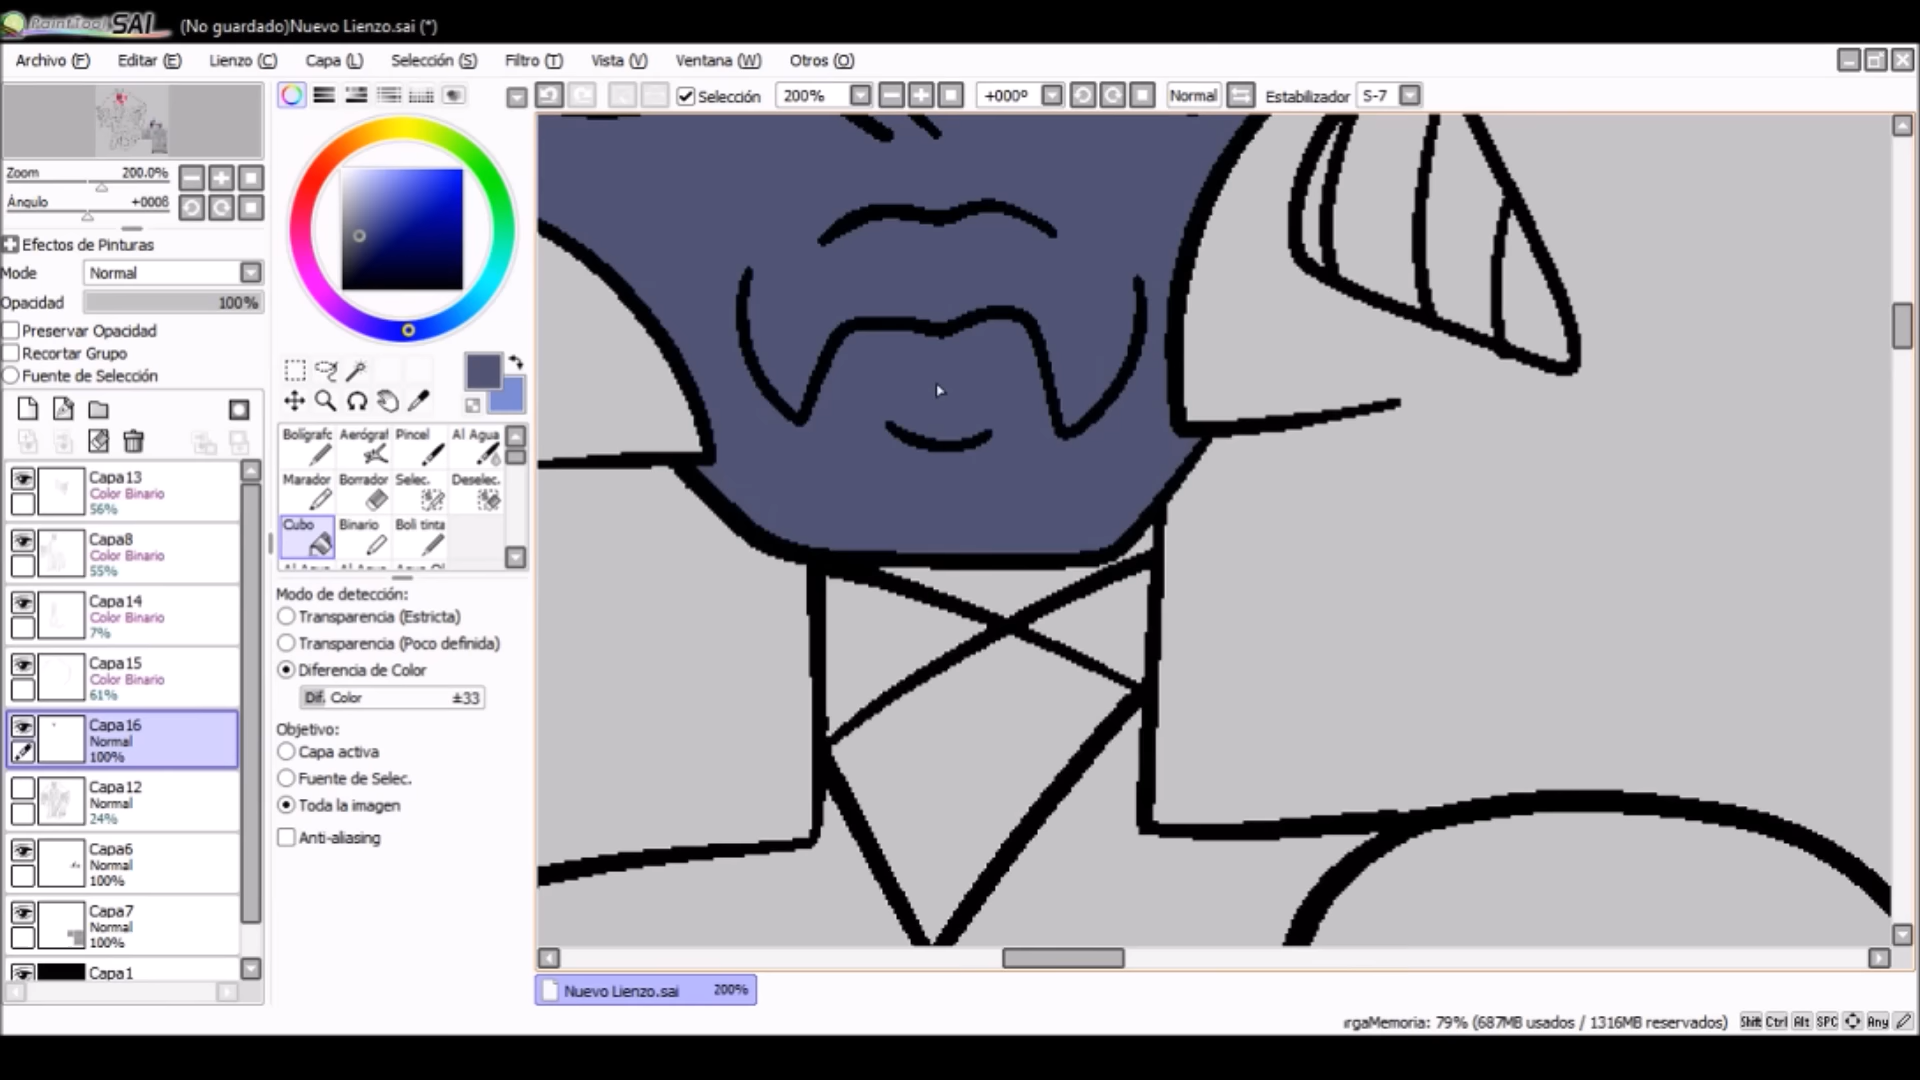 PaintTool SAI (No guardado)Nuevo Lienzo.sai (*)
Archivo (F) Editar (E) Lienzo (C) Capa (L) Selección (S) Filtro (T) Vista (V) Ventana (W) Otros (O)
Selección 200% +000º Normal Estabilizador S-7
Zoom 200.0%
Ángulo +0008
Efectos de Pinturas
Mode Normal
Opacidad 100%
Preservar Opacidad
Recortar Grupo
Fuente de Selección
Capa13
Color Binario
56%
Capa8
Color Binario
55%
Capa14
Color Binario
7%
Capa15
Color Binario
61%
Capa16
Normal
100%
Capa12
Normal
24%
Capa6
Normal
100%
Capa7
Normal
100%
Capa1
Bolígrafc Aerógraf Pincel Al Agua
Marador Borrador Selec. Deselec.
Cubo Binario Boli tinta
Modo de detección:
Transparencia (Estricta)
Transparencia (Poco definida)
Diferencia de Color
Dif. Color ±33
Objetivo:
Capa activa
Fuente de Selec.
Toda la imagen
Anti-aliasing
Nuevo Lienzo.sai 200%
ırgaMemoria: 79% (687MB usados / 1316MB reservados) Shift Ctrl Alt SPC Any